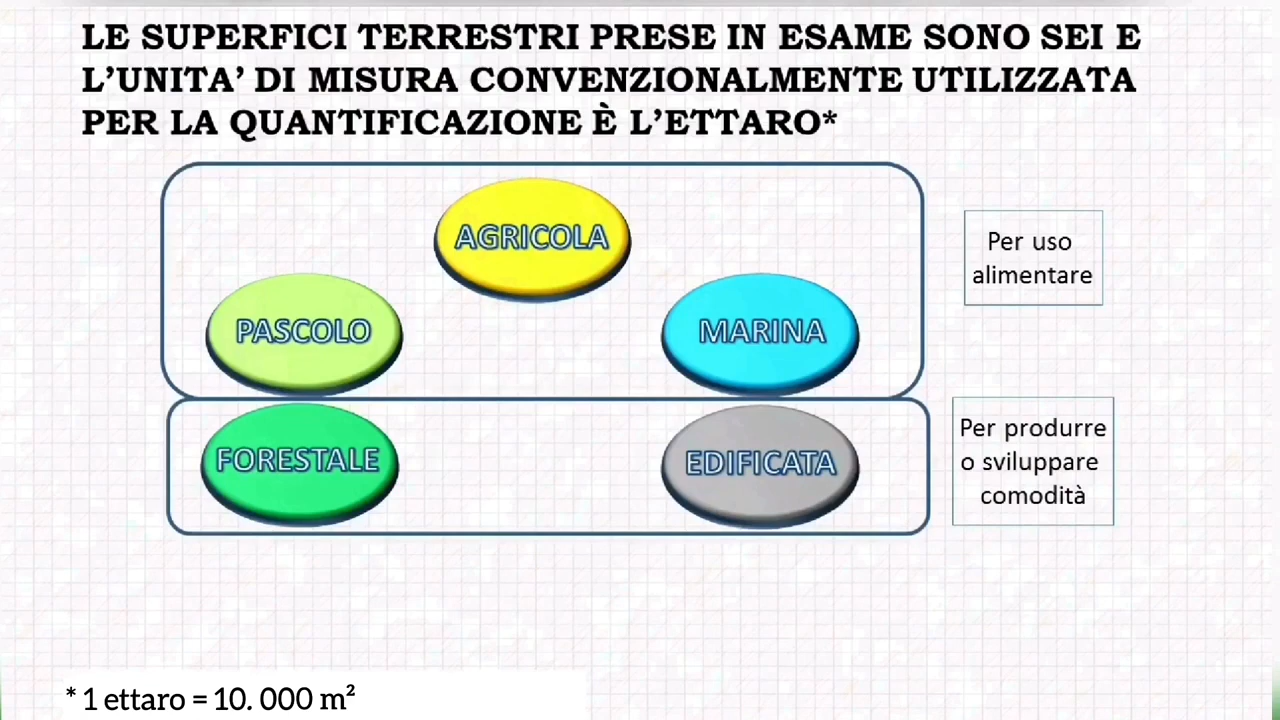 LE SUPERFICI TERRESTRI PRESE IN ESAME SONO SEI E
L'UNITA' DI MISURA CONVENZIONALMENTE UTILIZZATA
PER LA QUANTIFICAZIONE È L'ETTARO*
AGRICOLA
PASCOLO
MARINA
Per uso
alimentare
FORESTALE
EDIFICATA
Per produrre
o sviluppare
comodità
* 1 ettaro = 10. 000 m²